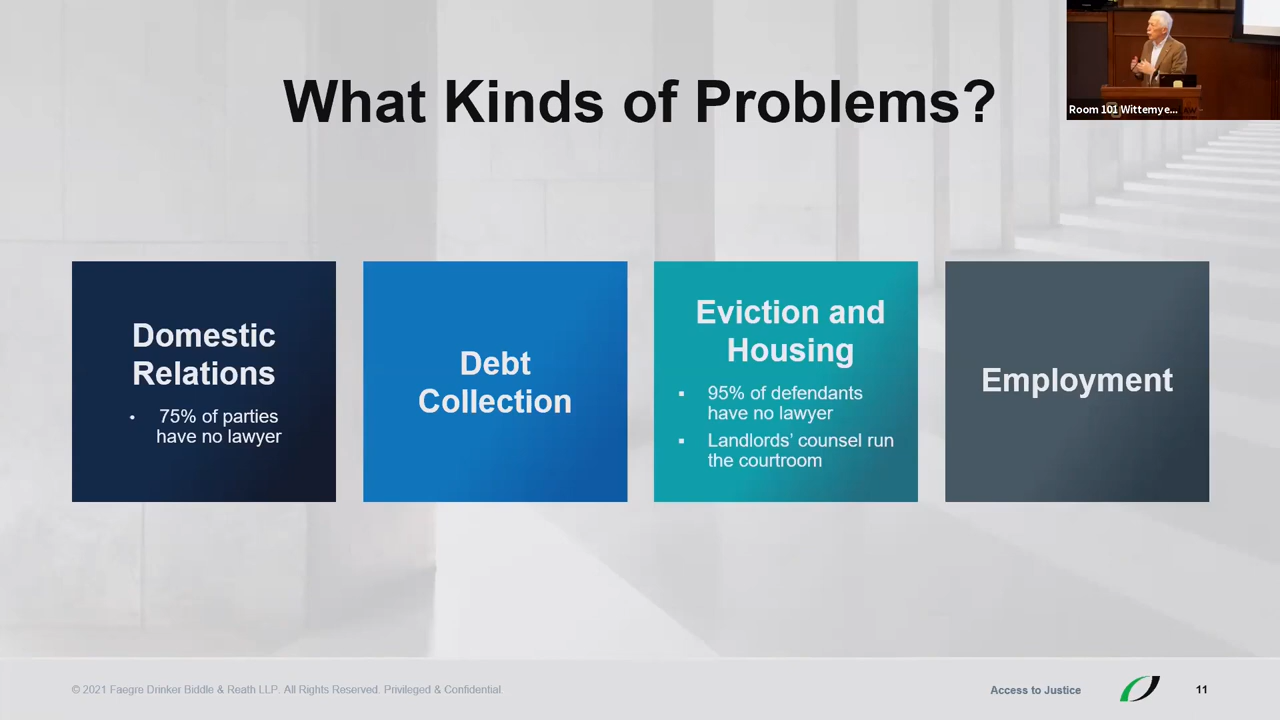 What Kinds of Problems?
Room 101 Wittemye...
Domestic
Relations
• 75% of parties
have no lawyer
Debt
Collection
Eviction and
Housing
▪ 95% of defendants
have no lawyer
▪ Landlords’ counsel run
the courtroom
Employment
© 2021 Faegre Drinker Biddle & Reath LLP. All Rights Reserved. Privileged & Confidential.
Access to Justice
11